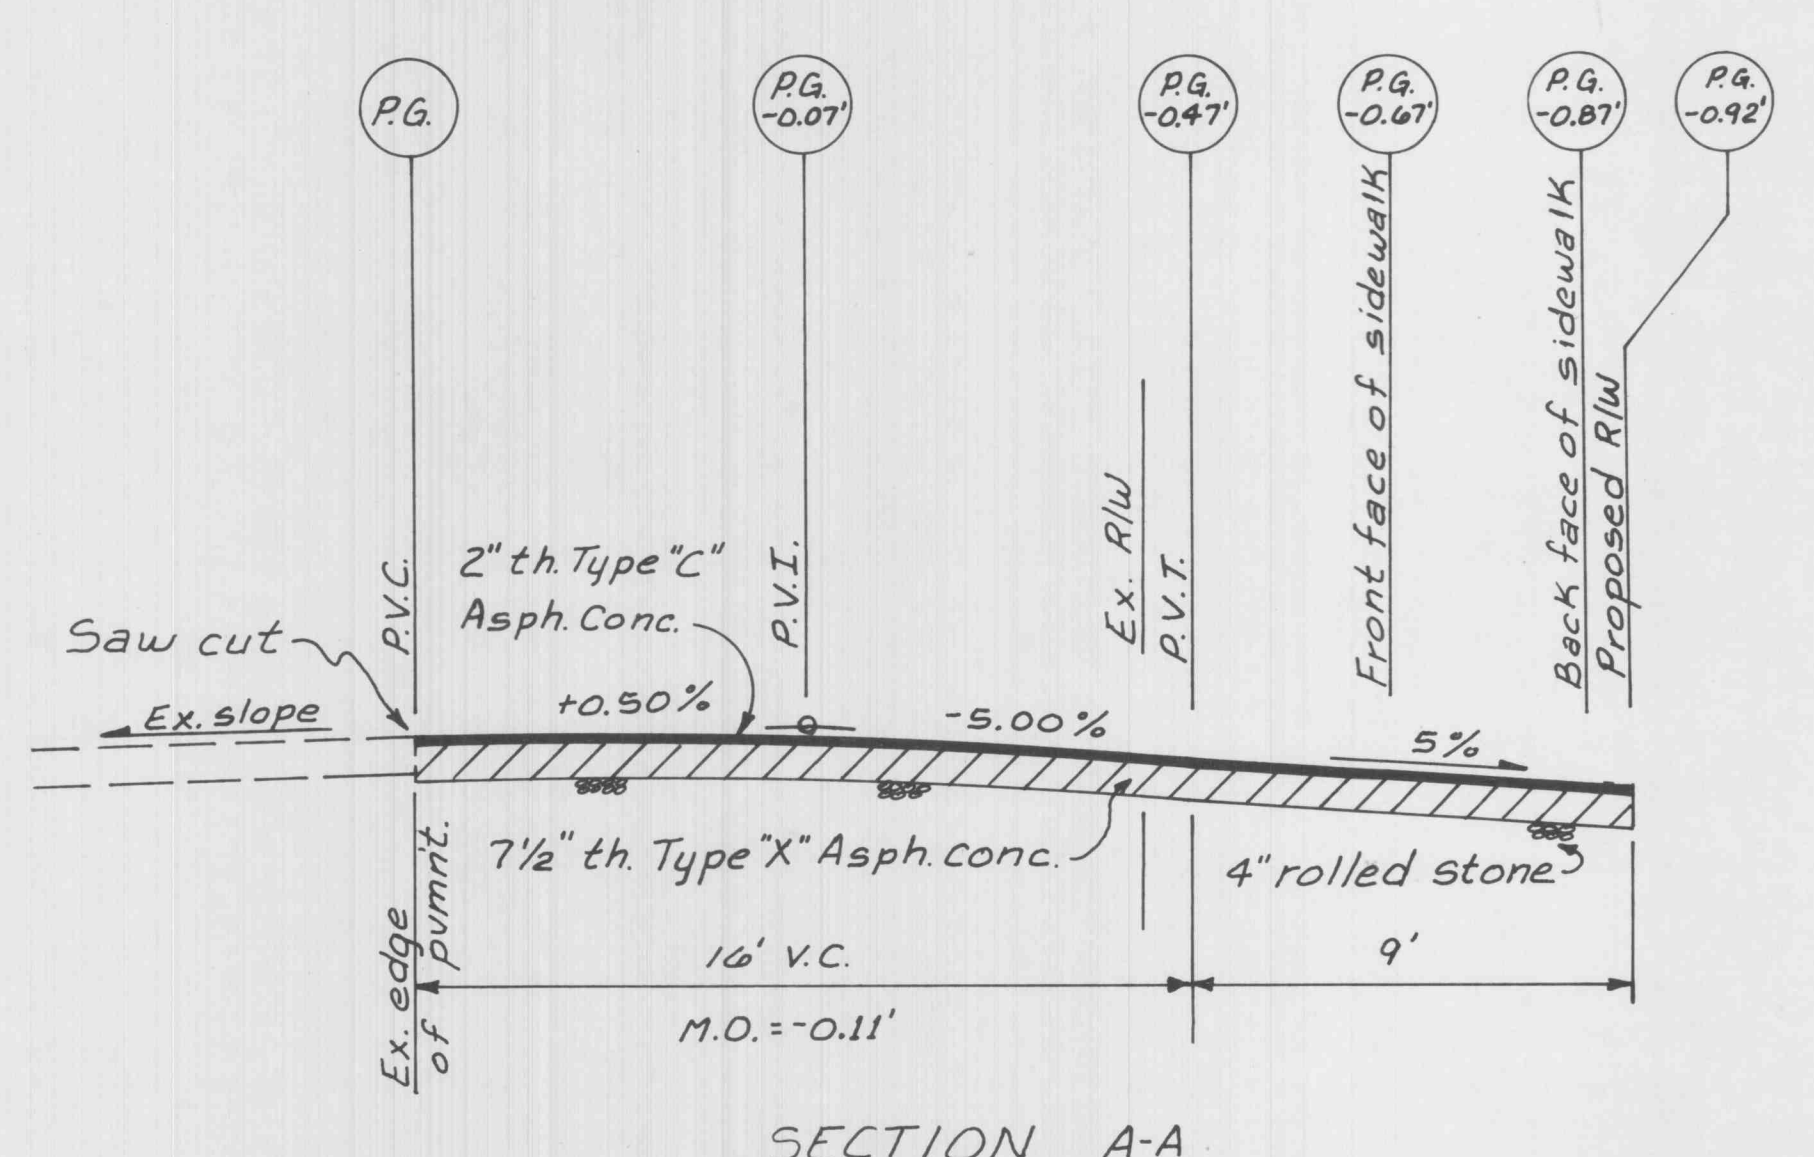 P.G.
P.G.
-0.07'
P.G.
-0.47'
P.G.
-0.67'
P.G.
-0.87'
P.G.
-0.92'
P.V.C.
P.V.I.
Ex. R/W
P.V.T.
Front face of sidewalk
Back face of sidewalk
Proposed R/W
2" th. Type "C"
Asph. Conc.
Saw cut
Ex. slope
+0.50%
-5.00%
5%
7½" th. Type "X" Asph. conc.
4" rolled stone
Ex. edge
of pvmnt.
16' V.C.
9'
M.O. = -0.11'
SECTION A-A